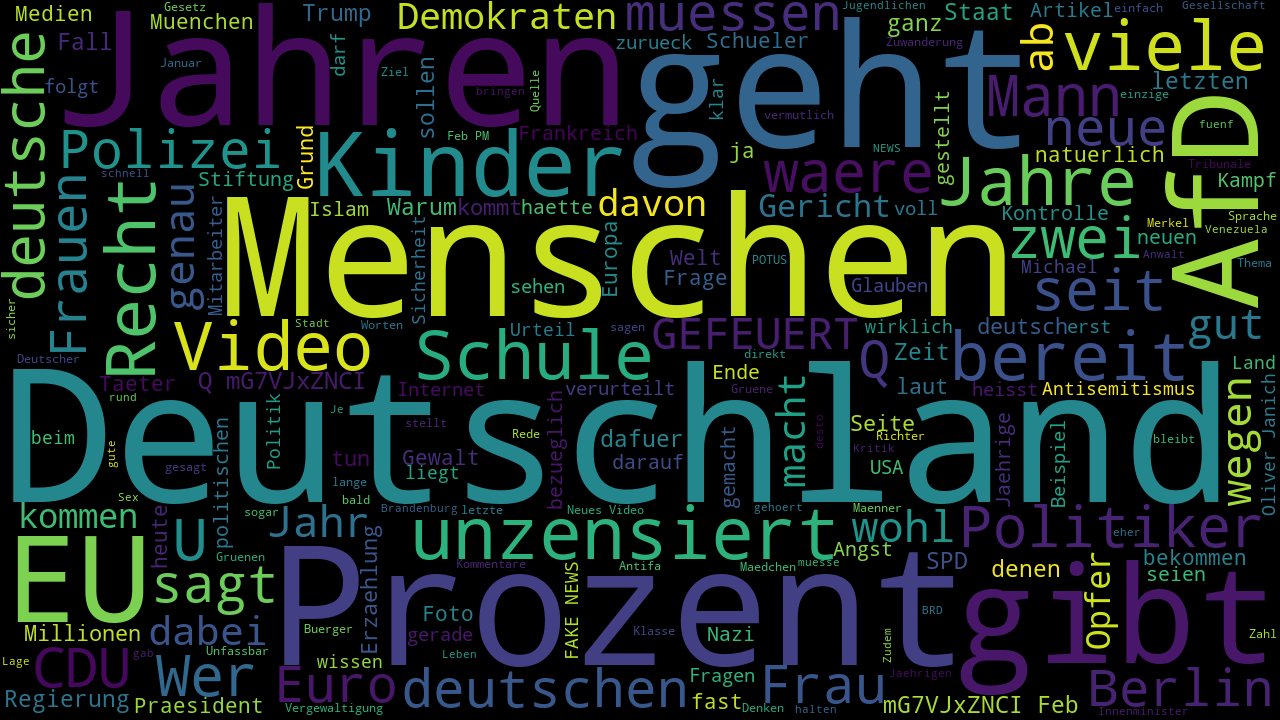 Medien Gesetz Muenchen Trump Demokraten muessen Jugendlichen ganz Staat Artikel einfach Gesellschaft
Fall Jahren darf zurueck Schueler geht Zuwanderung ab viele
deutsche folgt Januar Ziel sollen bringen Quelle klar vermutlich Mann letzten einzige AfD
Polizei Grund Kinder Feb PM Frankreich ja NEWS gestellt neue natuerlich fuenf Tribunale
schnell Stiftung waere Jahre Kampf
Frauen Recht genau Mitarbeiter Islam Warum kommt haette davon Gericht voll Kontrolle Merkel Sprache
Menschen Sicherheit Europa Welt POTUS zwei neuen Venezuela Anwalt
sehen Frage Glauben Michael seit Thema
sicher Video Stadt Worten Urteil sagen GEFEUERT wirklich deutsch erst gut
Deutscher Schule direkt Q Zeit bereit Land
Taeter Q mG7VJxZNCI Internet verurteilt Ende Gruene laut heisst Antisemitismus
rund Deutschland Je macht
beim gute Politik stellt Rede bezueglich dafuer Seite Richter desto Jaehrige Beispiel bleibt wegen Oliver Janich
gesagt politischen tun Gewalt liegt darauf gemacht Kritik USA
Sex lange bald Brandenburg letzte Neues Video gehoert Maenner
kommen heute U sogar Jahr unzensiert wohl Politiker eher
EU Gruenen Erzaehlung Kommentare FAKE NEWS Antifa Maedchen muesse Angst SPD denen Opfer bekommen
sagt Prozent seien gibt
Millionen dabei Buerger Foto gerade Klasse Nazi BRD Zahl
Lage CDU gab Unfassbar wissen Leben Fragen Zudem Jaehrigen
Wer Euro deutschen Frau Berlin
Regierung Praesident Vergewaltigung fast Denken halten mG7VJxZNCI Feb Innenminister